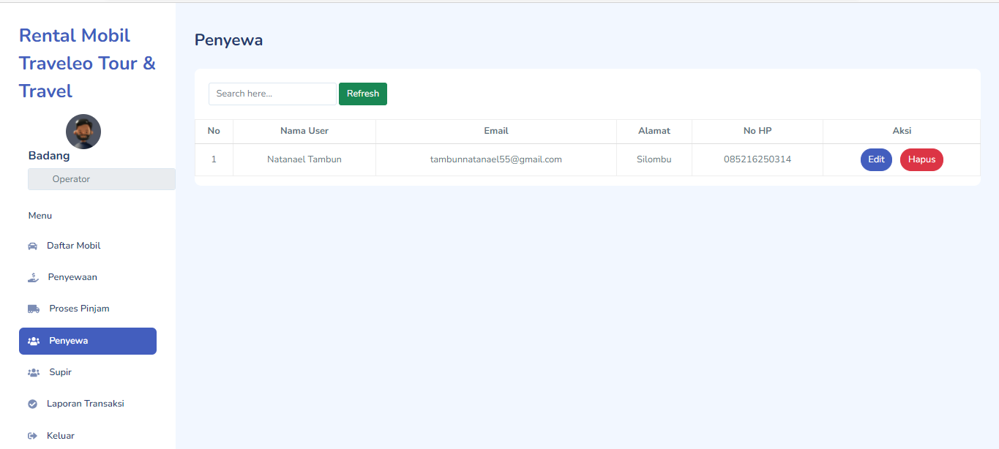 Rental Mobil
Traveleo Tour &
Travel
Badang
Operator
Menu
Daftar Mobil
Penyewaan
Proses Pinjam
Penyewa
Supir
Laporan Transaksi
Keluar
Penyewa
Search here... Refresh
No Nama User Email Alamat No HP Aksi
1 Natanael Tambun tambunnatanael55@gmail.com Silombu 085216250314 Edit Hapus